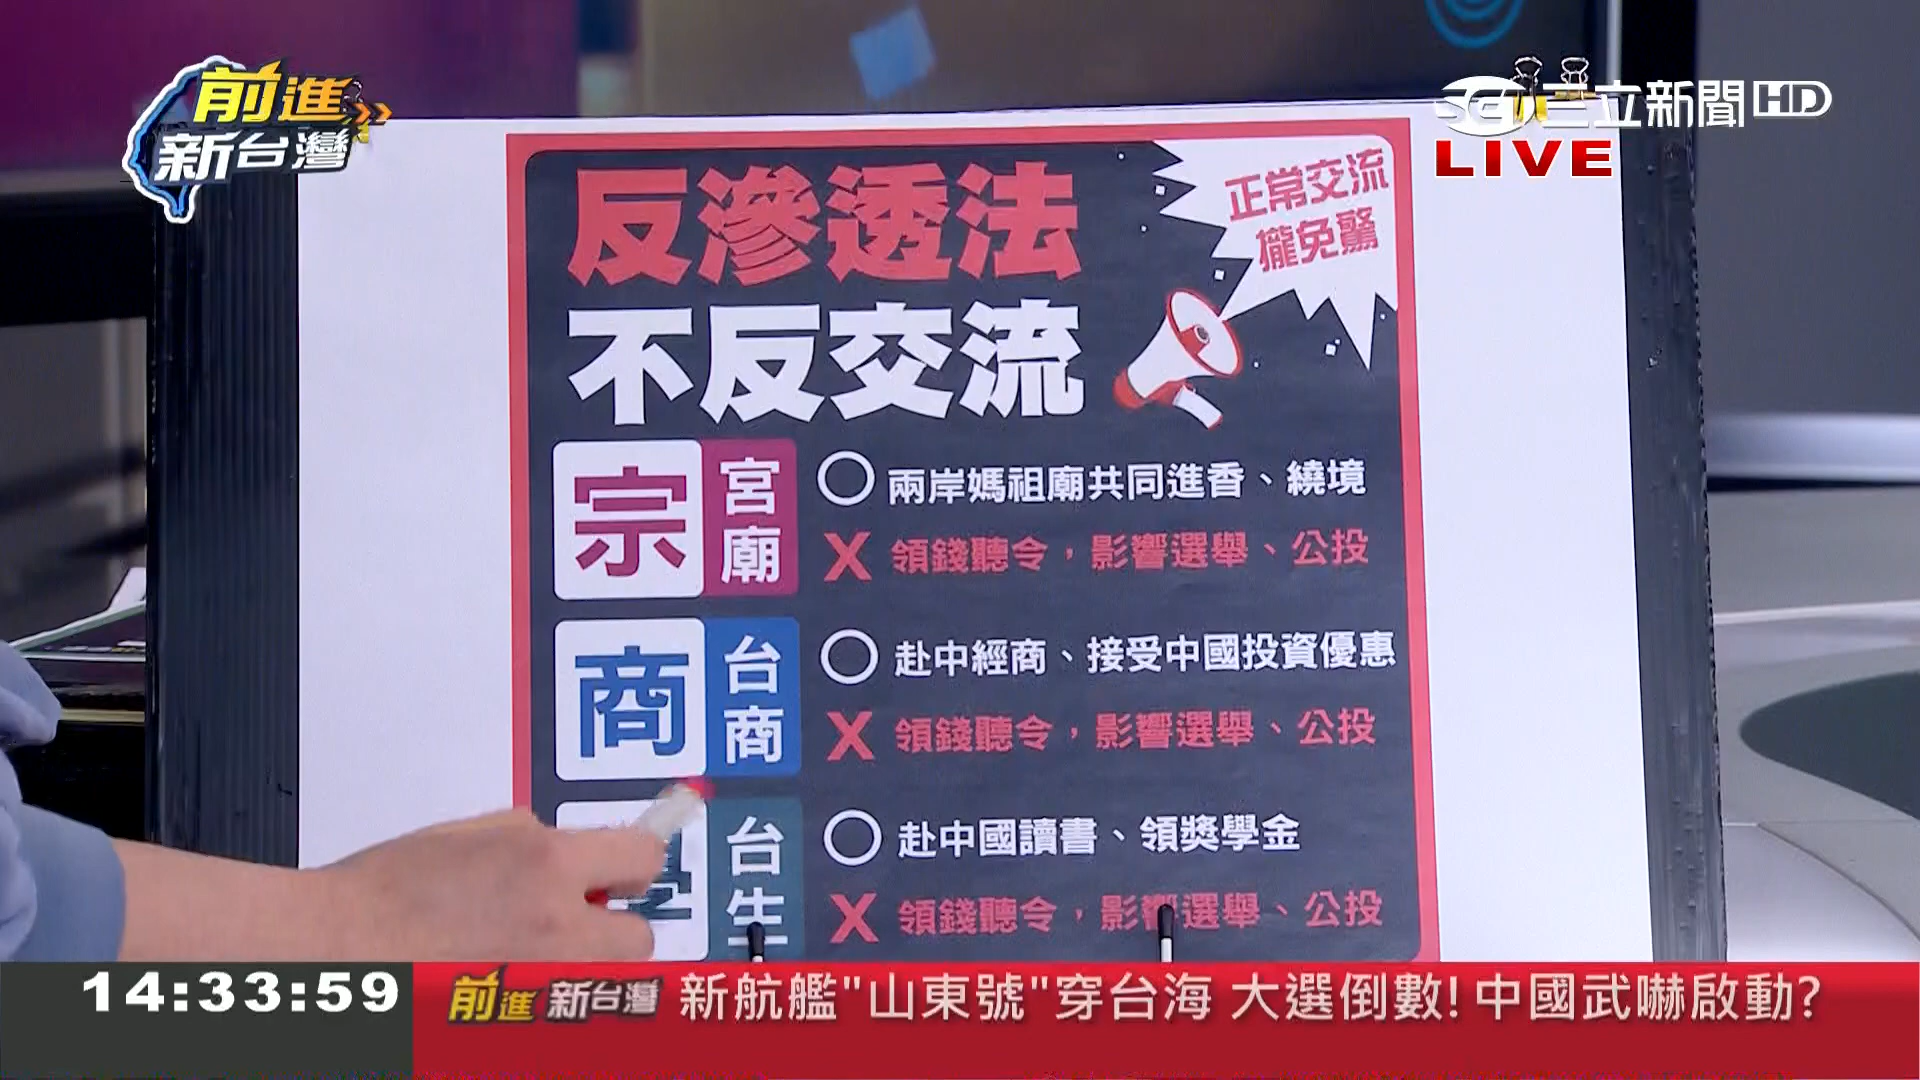 前進
新台灣
SET三立新聞HD
LIVE
反滲透法
不反交流
正常交流
攏免驚
宗
宮廟
兩岸媽祖廟共同進香、繞境
X 領錢聽令，影響選舉、公投
商
台商
赴中經商、接受中國投資優惠
X 領錢聽令，影響選舉、公投
學
台生
赴中國讀書、領獎學金
X 領錢聽令，影響選舉、公投
14:33:59
前進新台灣 新航艦"山東號"穿台海 大選倒數!中國武嚇啟動?